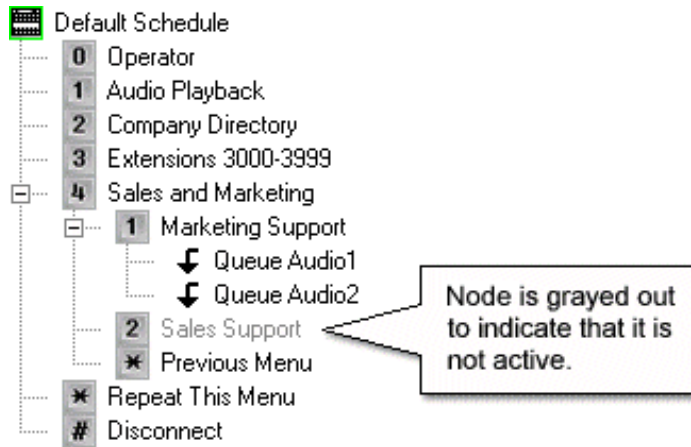 Default Schedule
0 Operator
1 Audio Playback
2 Company Directory
3 Extensions 3000-3999
4 Sales and Marketing
1 Marketing Support
Queue Audio1
Queue Audio2
2 Sales Support
* Previous Menu
* Repeat This Menu
# Disconnect
Node is grayed out
to indicate that it is
not active.